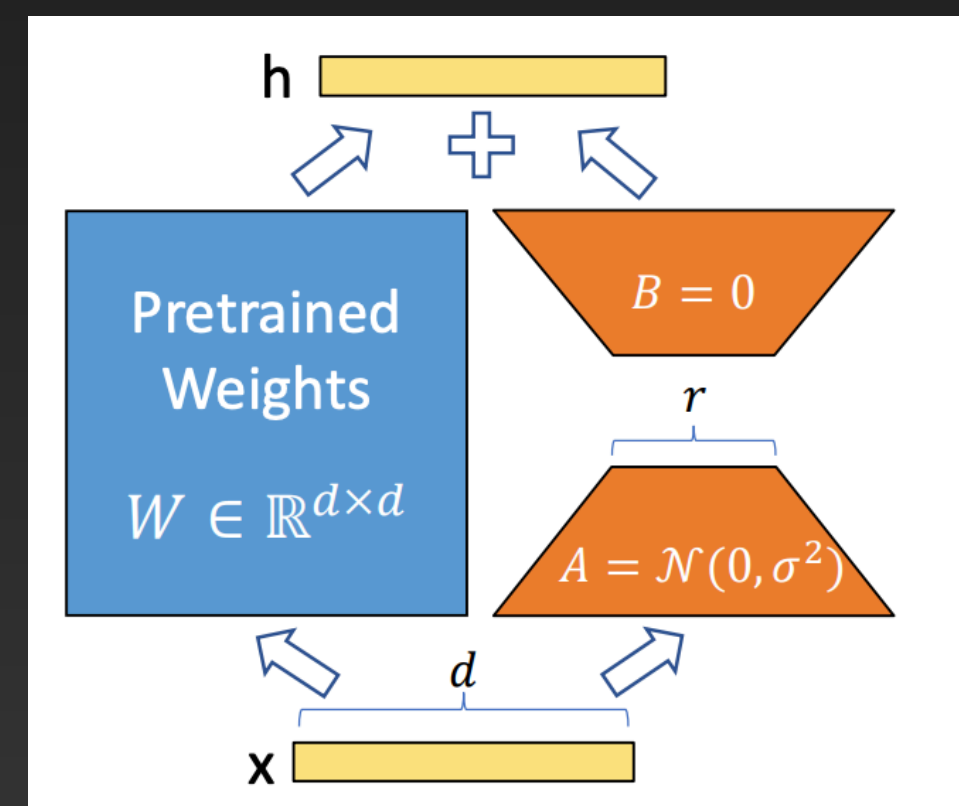 h
Pretrained
Weights
W ∈ ℝ^{d×d}
B = 0
r
A = 𝒩(0, σ²)
d
x